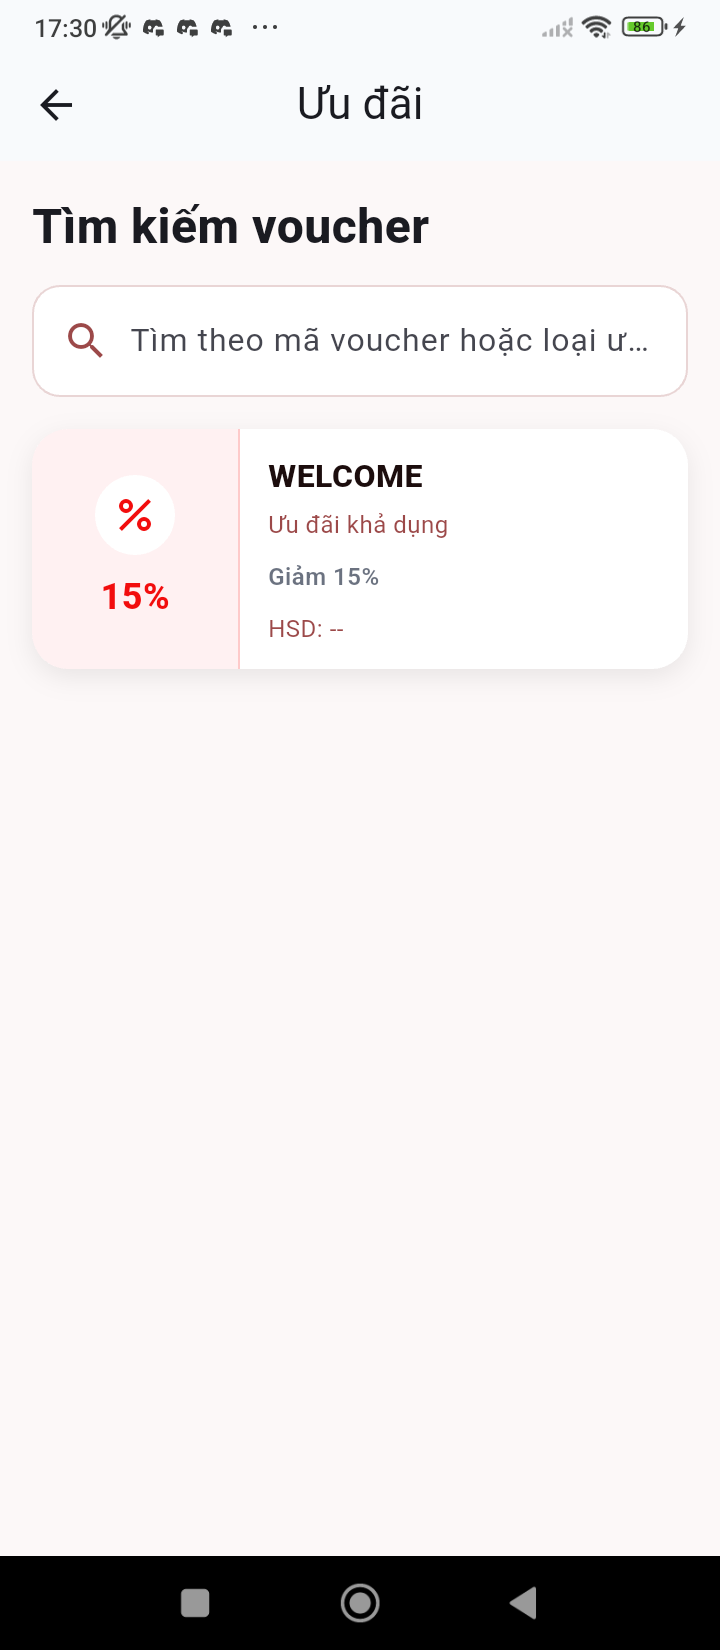 17:30
86
Ưu đãi
Tìm kiếm voucher
Tìm theo mã voucher hoặc loại ư...
WELCOME
Ưu đãi khả dụng
15%
Giảm 15%
HSD: --